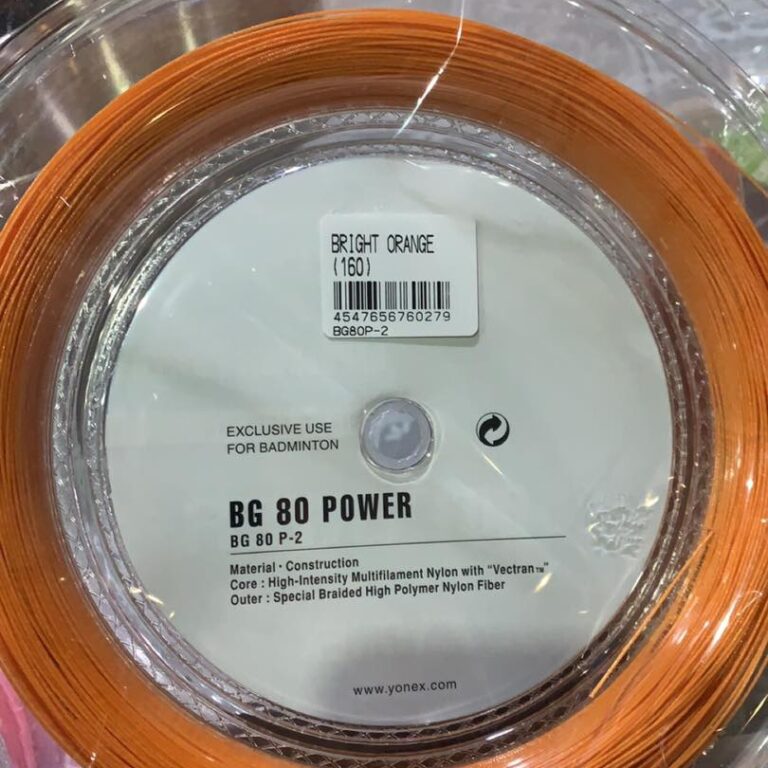 BRIGHT ORANGE
(160)
4547656760279
BG80P-2
EXCLUSIVE USE
FOR BADMINTON
BG 80 POWER
BG 80 P-2
Material · Construction
Core : High-Intensity Multifilament Nylon with "Vectran™"
Outer : Special Braided High Polymer Nylon Fiber
www.yonex.com